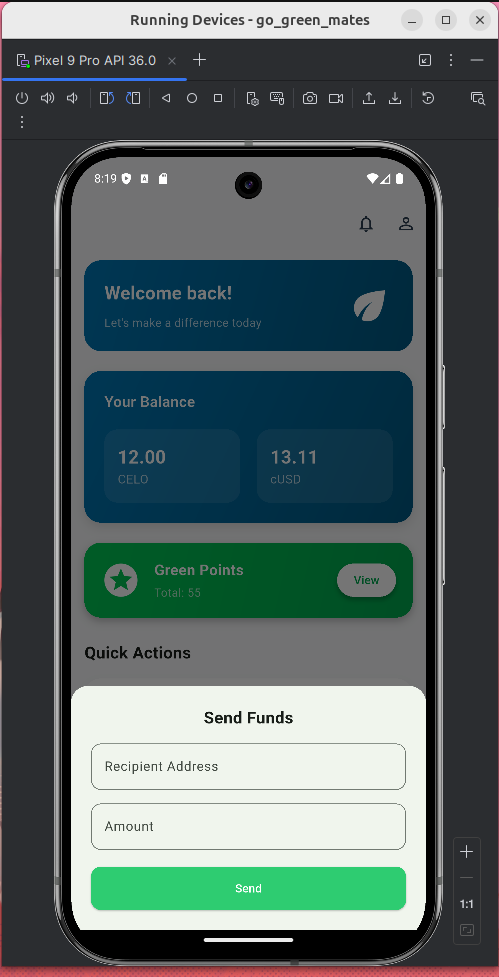 Running Devices - go_green_mates
Pixel 9 Pro API 36.0
8:19
Welcome back!
Let's make a difference today
Your Balance
12.00
CELO
13.11
cUSD
Green Points
Total: 55
View
Quick Actions
Send Funds
Recipient Address
Amount
Send
1:1